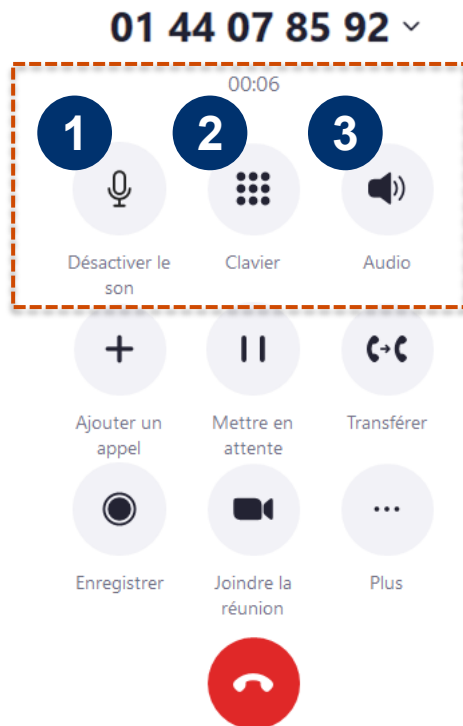 01 44 07 85 92
00:06
1 2 3
Désactiver le
son
Clavier
Audio
Ajouter un
appel
Mettre en
attente
Transférer
Enregistrer
Joindre la
réunion
Plus